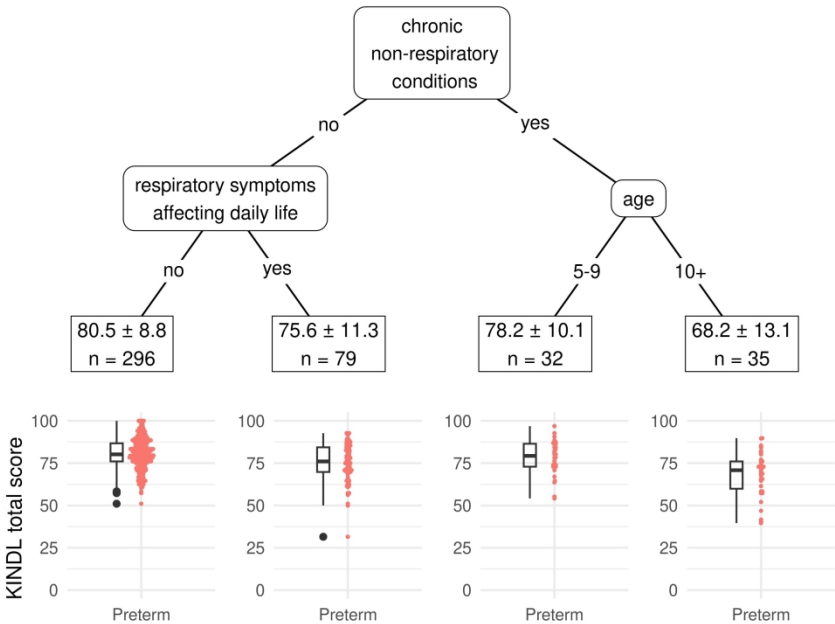 chronic
non-respiratory
conditions
no
yes
respiratory symptoms
affecting daily life
age
no
yes
5-9
10+
80.5 ± 8.8
n = 296
75.6 ± 11.3
n = 79
78.2 ± 10.1
n = 32
68.2 ± 13.1
n = 35
KINDL total score
100
75
50
25
0
Preterm
100
75
50
25
0
Preterm
100
75
50
25
0
Preterm
100
75
50
25
0
Preterm